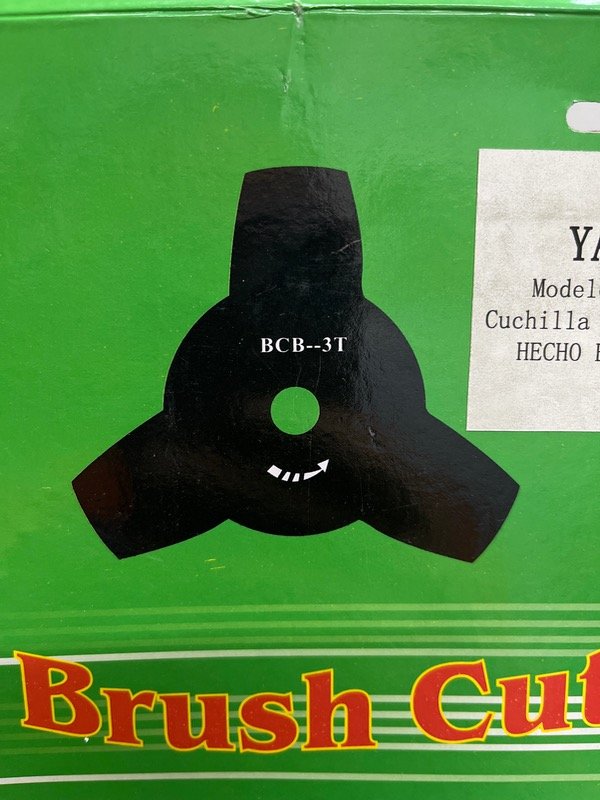 BCB--3T
YA
Model
Cuchilla
HECHO
Brush Cut